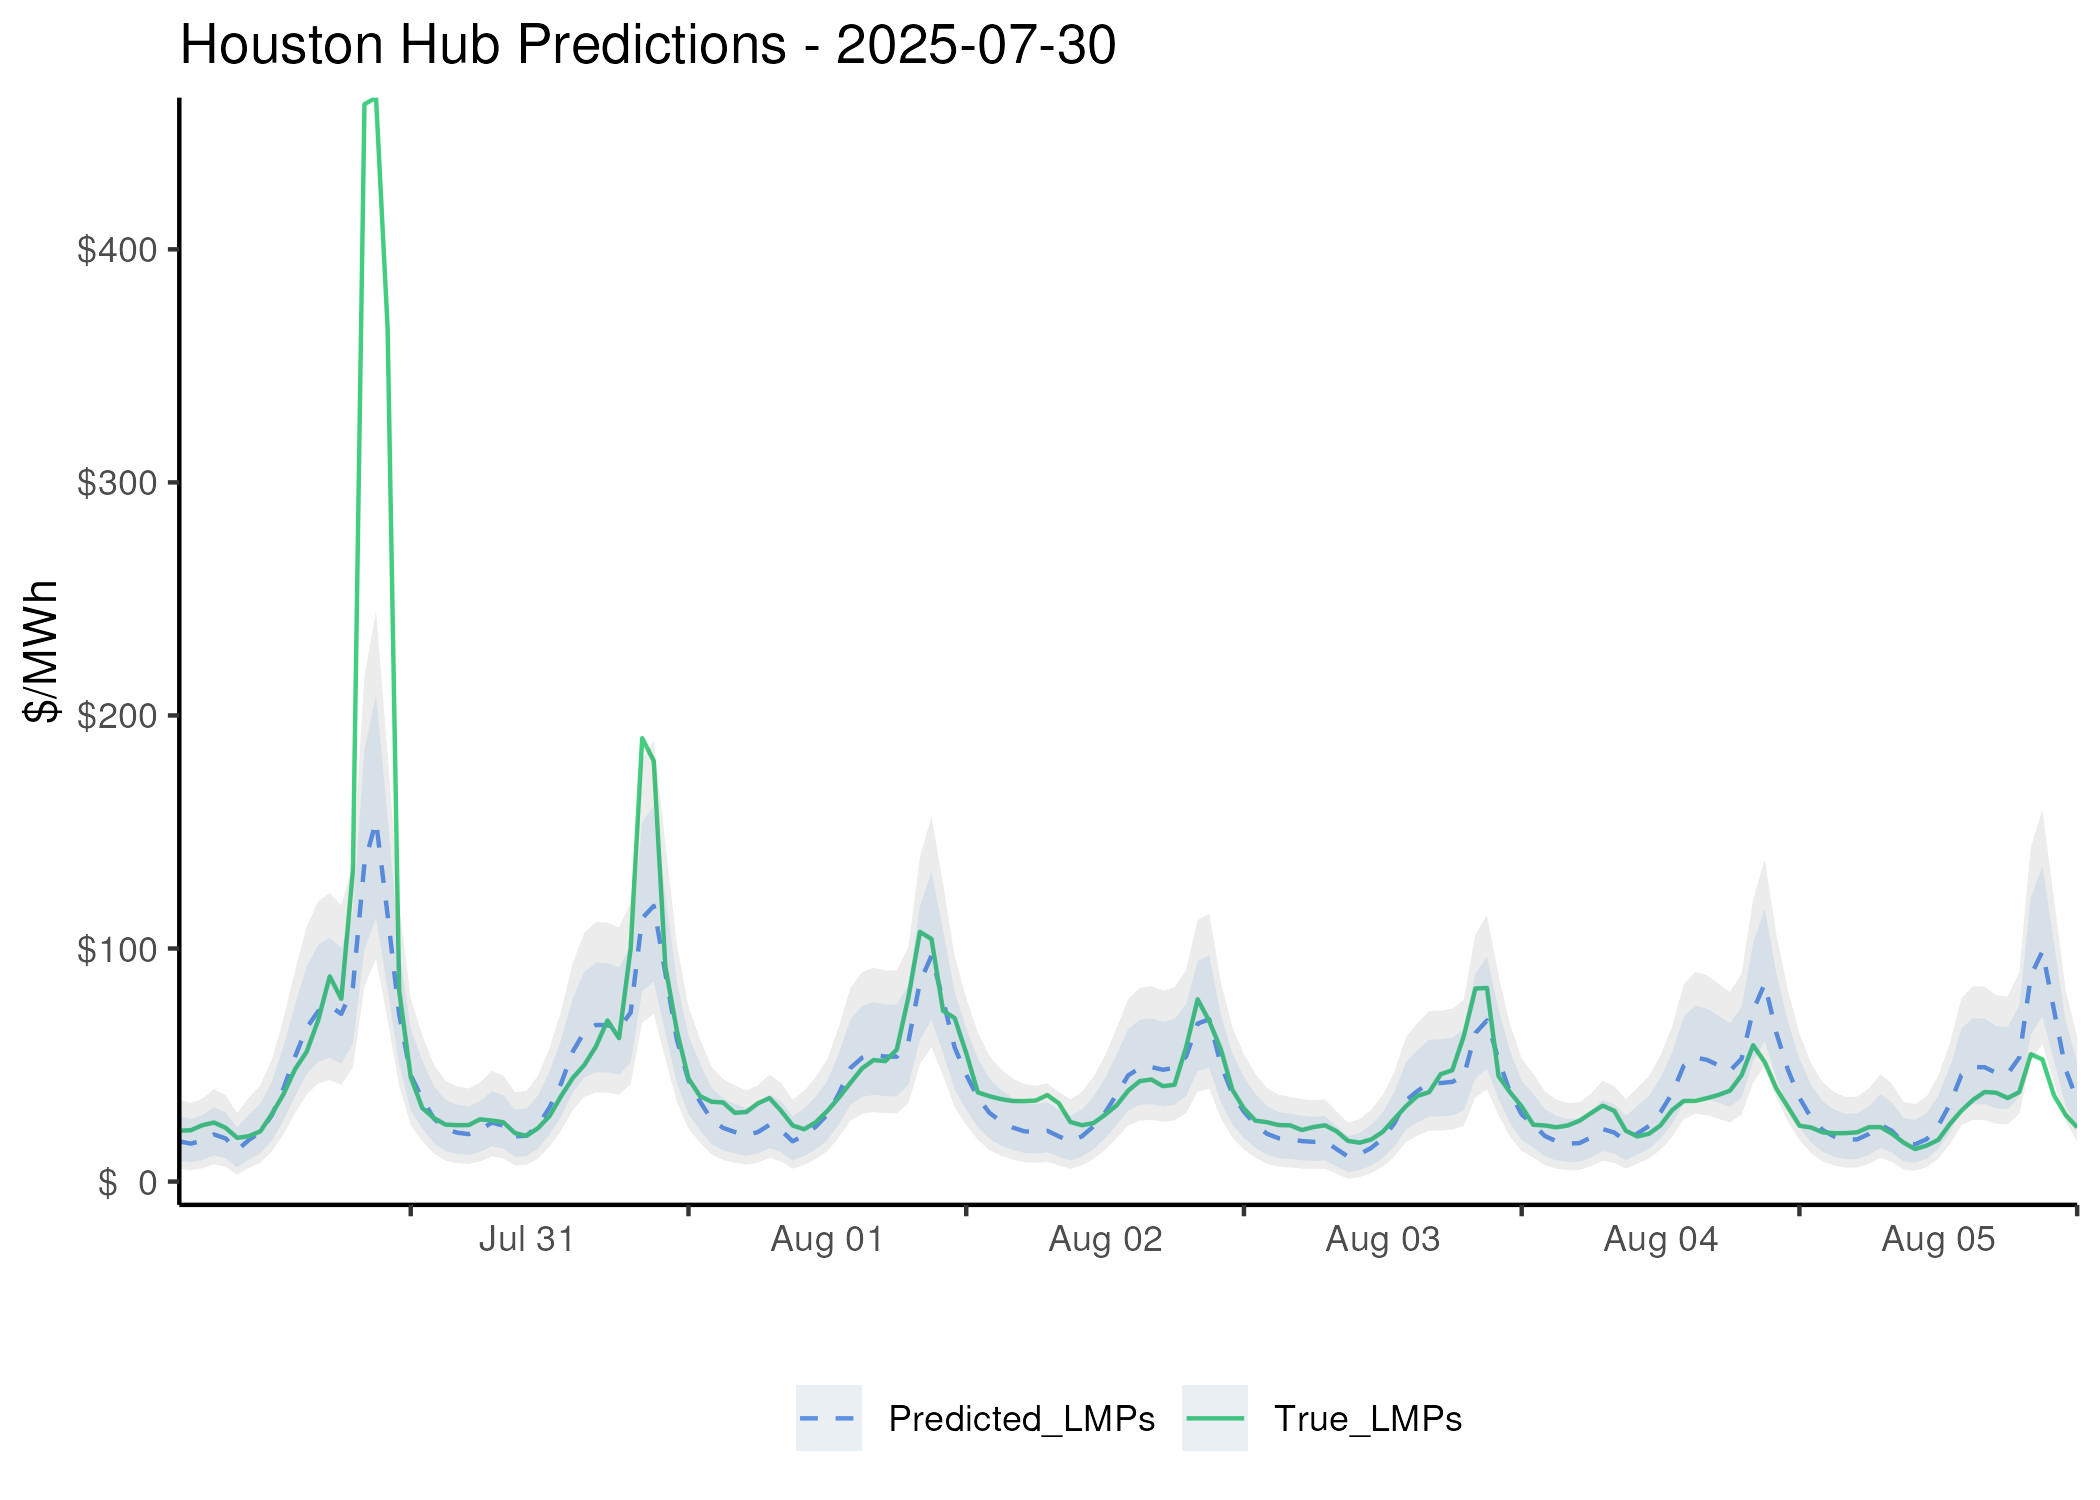 Houston Hub Predictions - 2025-07-30
$/MWh
$400
$300
$200
$100
$ 0
Jul 31 Aug 01 Aug 02 Aug 03 Aug 04 Aug 05
Predicted_LMPs True_LMPs